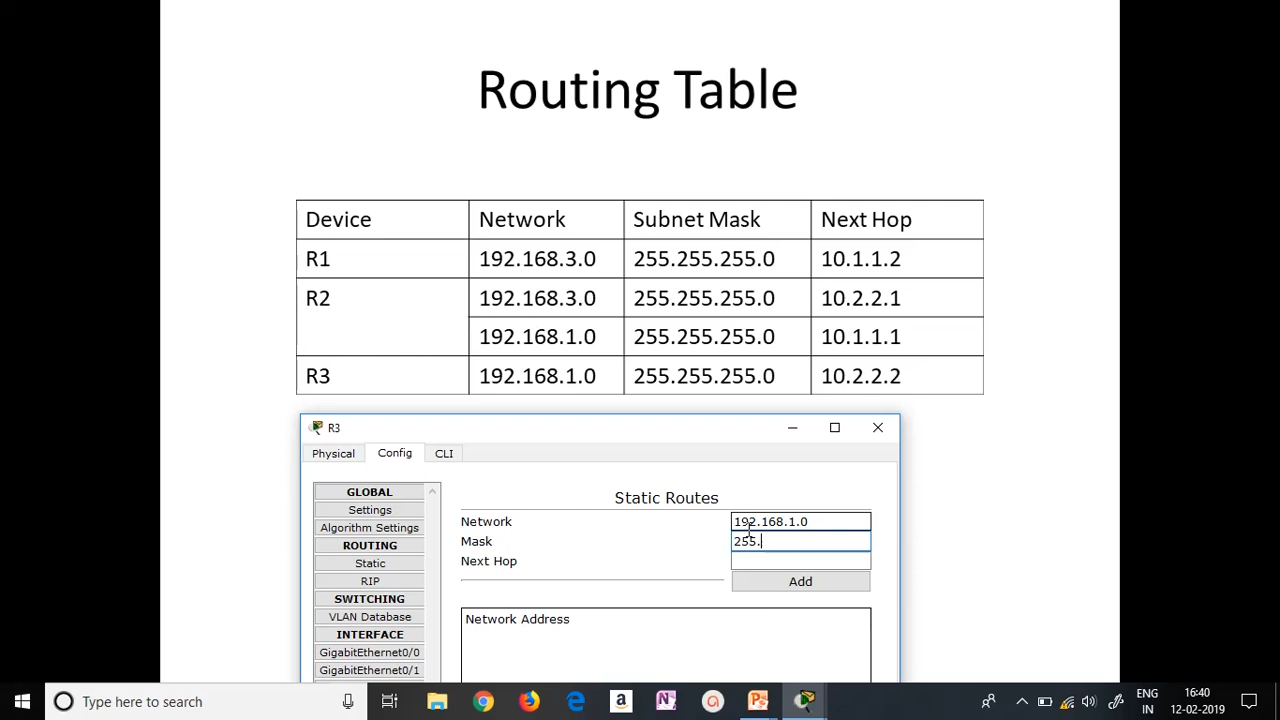 Routing Table
Device Network Subnet Mask Next Hop
R1 192.168.3.0 255.255.255.0 10.1.1.2
R2 192.168.3.0 255.255.255.0 10.2.2.1
192.168.1.0 255.255.255.0 10.1.1.1
R3 192.168.1.0 255.255.255.0 10.2.2.2
R3
Physical Config CLI
GLOBAL
Settings
Algorithm Settings
ROUTING
Static
RIP
SWITCHING
VLAN Database
INTERFACE
GigabitEthernet0/0
GigabitEthernet0/1
Static Routes
Network 192.168.1.0
Mask 255.
Next Hop
Add
Network Address
Type here to search
ENG
IN
16:40
12-02-2019